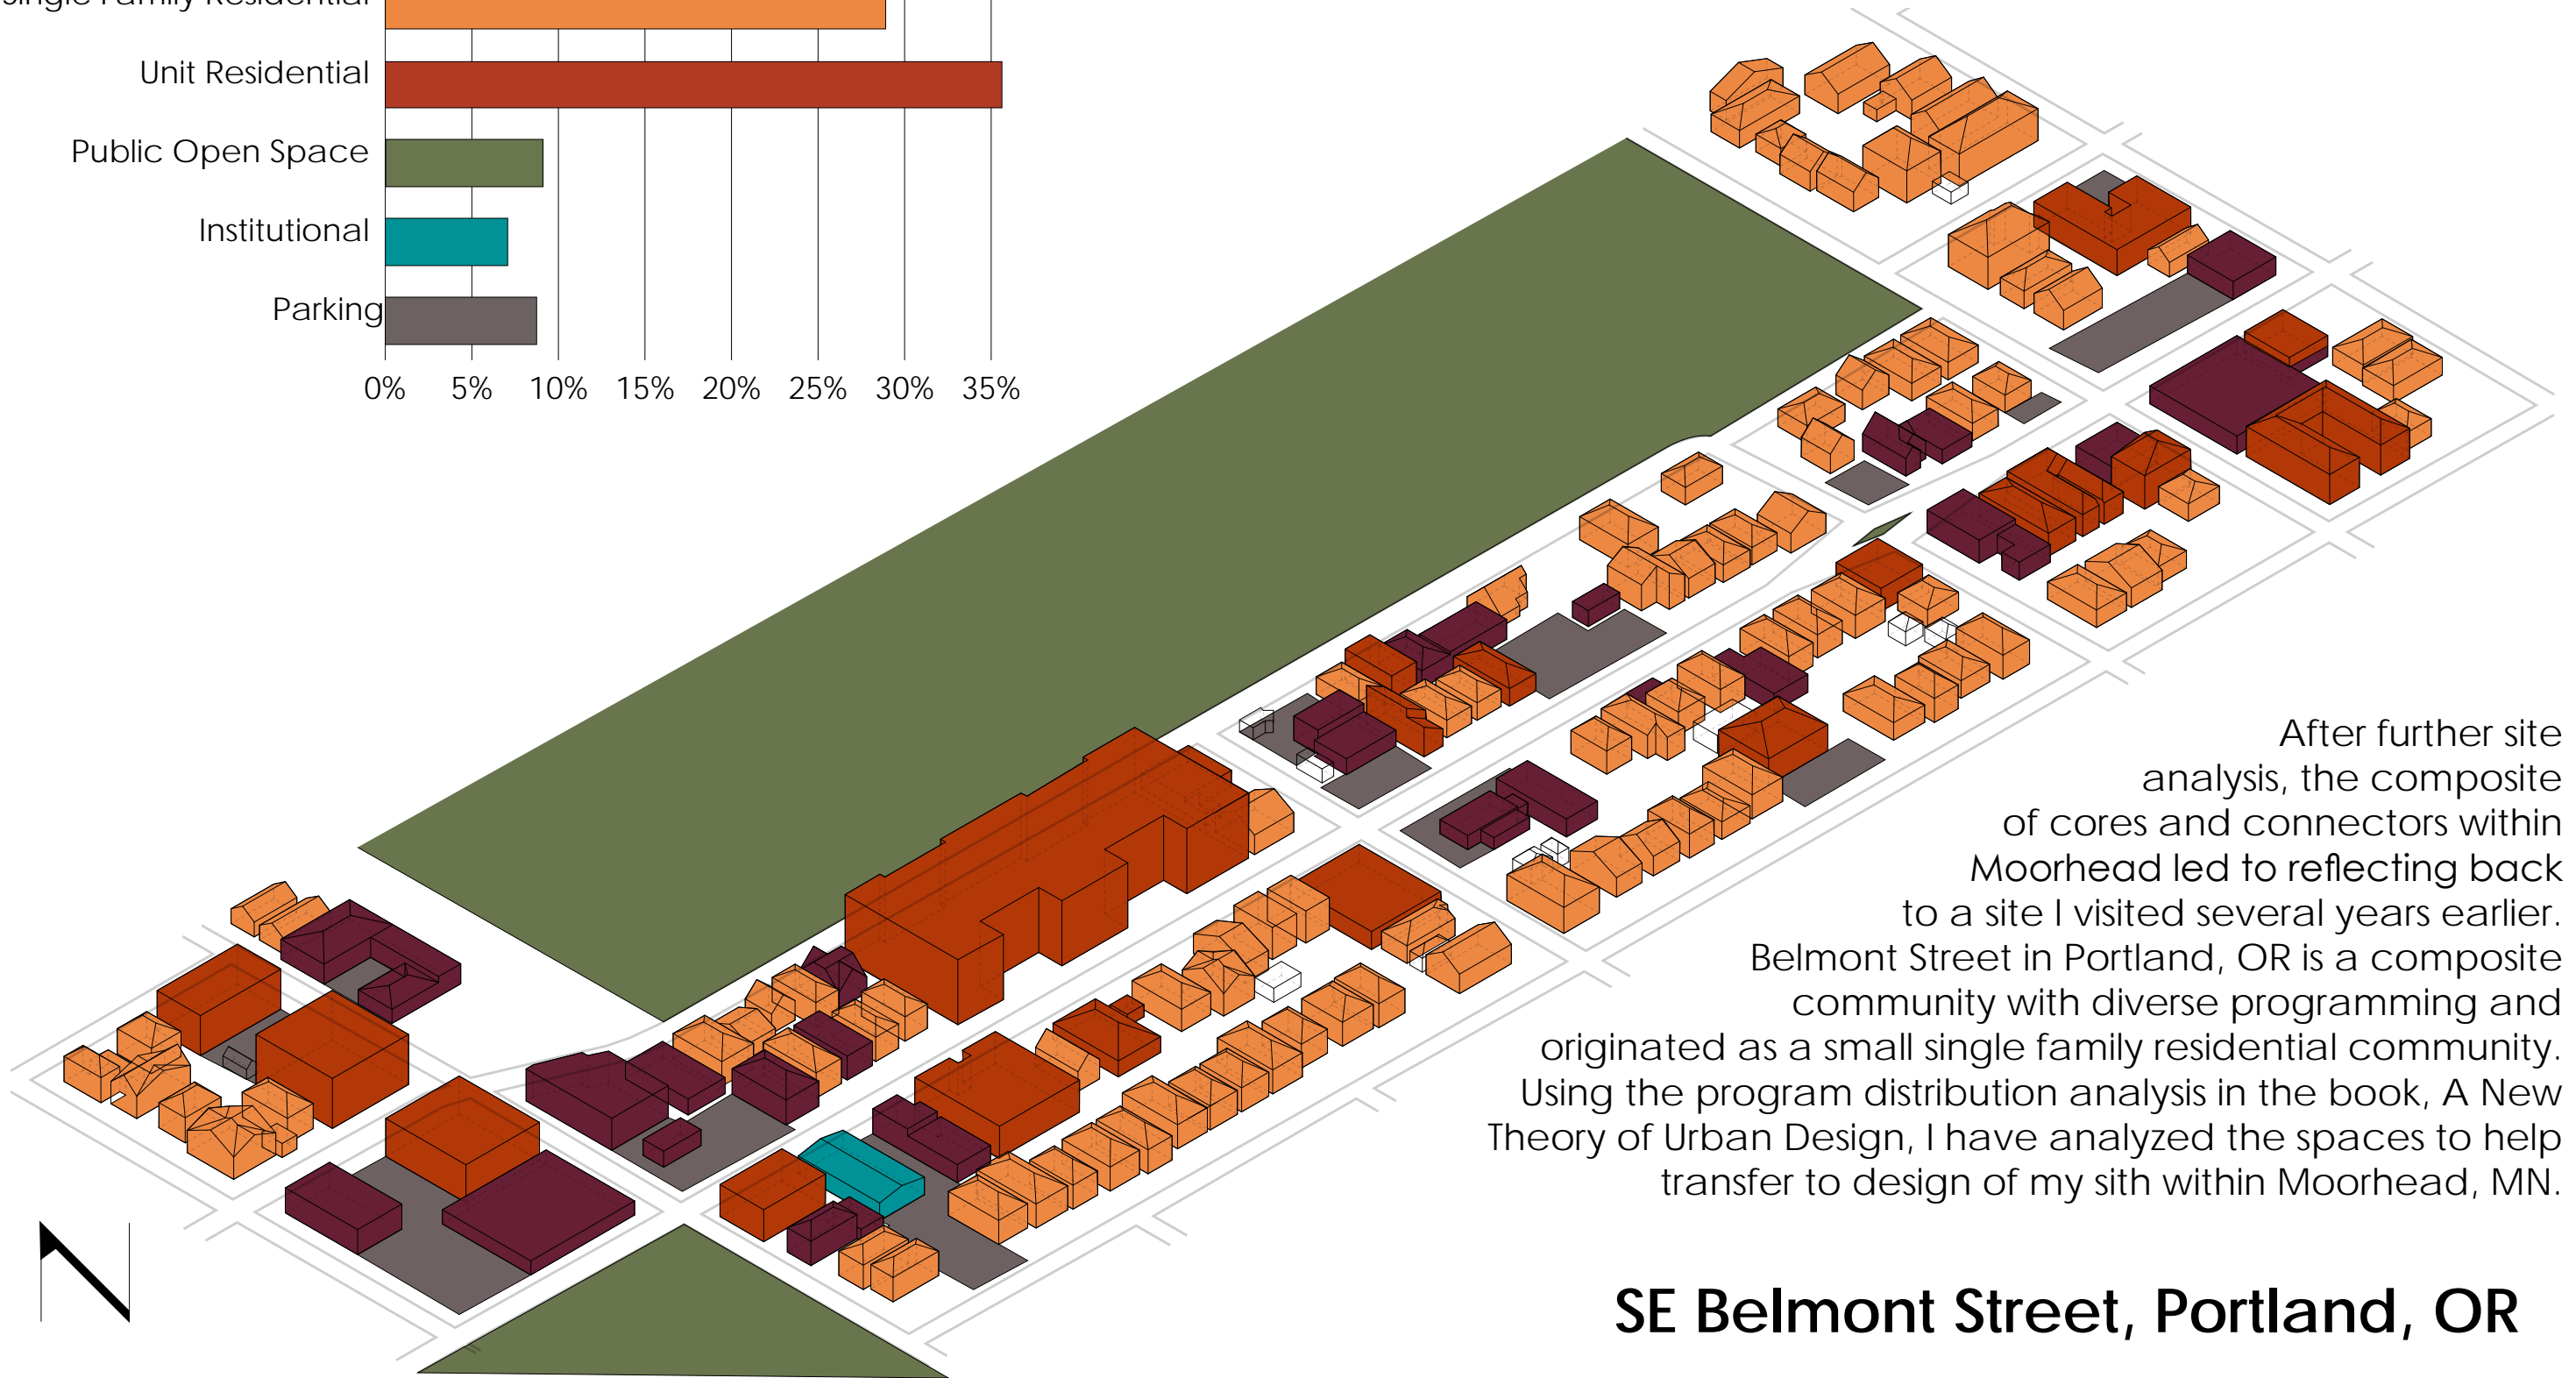 Single Family Residential
Unit Residential
Public Open Space
Institutional
Parking
0% 5% 10% 15% 20% 25% 30% 35%
After further site
analysis, the composite
of cores and connectors within
Moorhead led to reflecting back
to a site I visited several years earlier.
Belmont Street in Portland, OR is a composite
community with diverse programming and
originated as a small single family residential community.
Using the program distribution analysis in the book, A New
Theory of Urban Design, I have analyzed the spaces to help
transfer to design of my sith within Moorhead, MN.
SE Belmont Street, Portland, OR